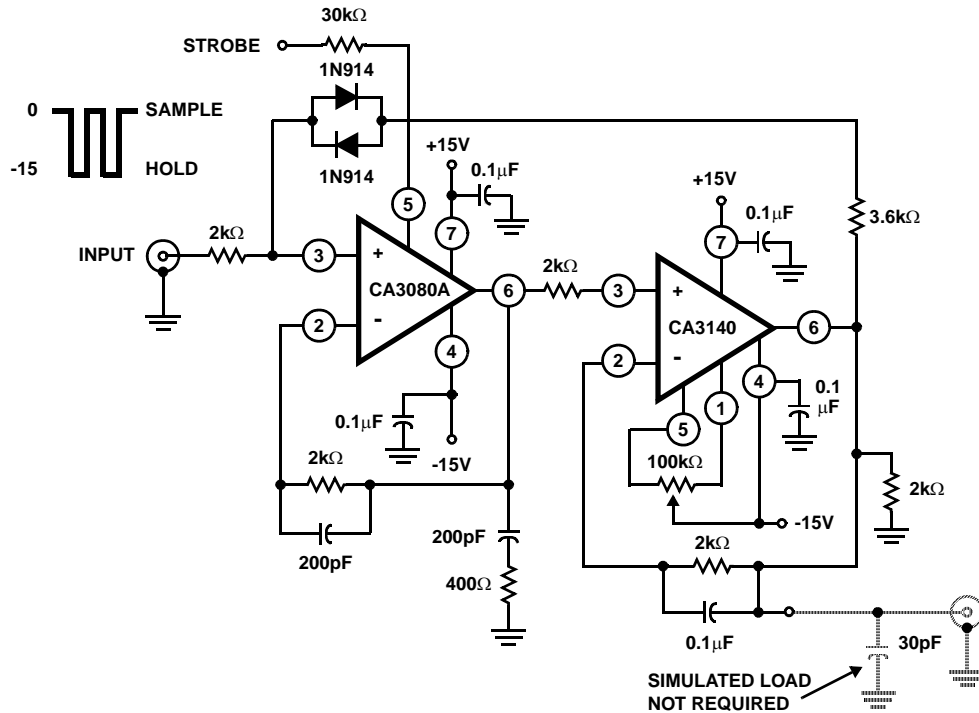 30kΩ
STROBE
1N914
0
SAMPLE
-15
HOLD
1N914
+15V
0.1µF
5
7
+15V
0.1µF
7
3.6kΩ
INPUT
2kΩ
3
+
CA3080A
6
2kΩ
3
+
CA3140
6
2
-
4
2
-
4
0.1
µF
5
1
0.1µF
-15V
100kΩ
-15V
2kΩ
2kΩ
200pF
200pF
400Ω
2kΩ
0.1µF
30pF
SIMULATED LOAD
NOT REQUIRED